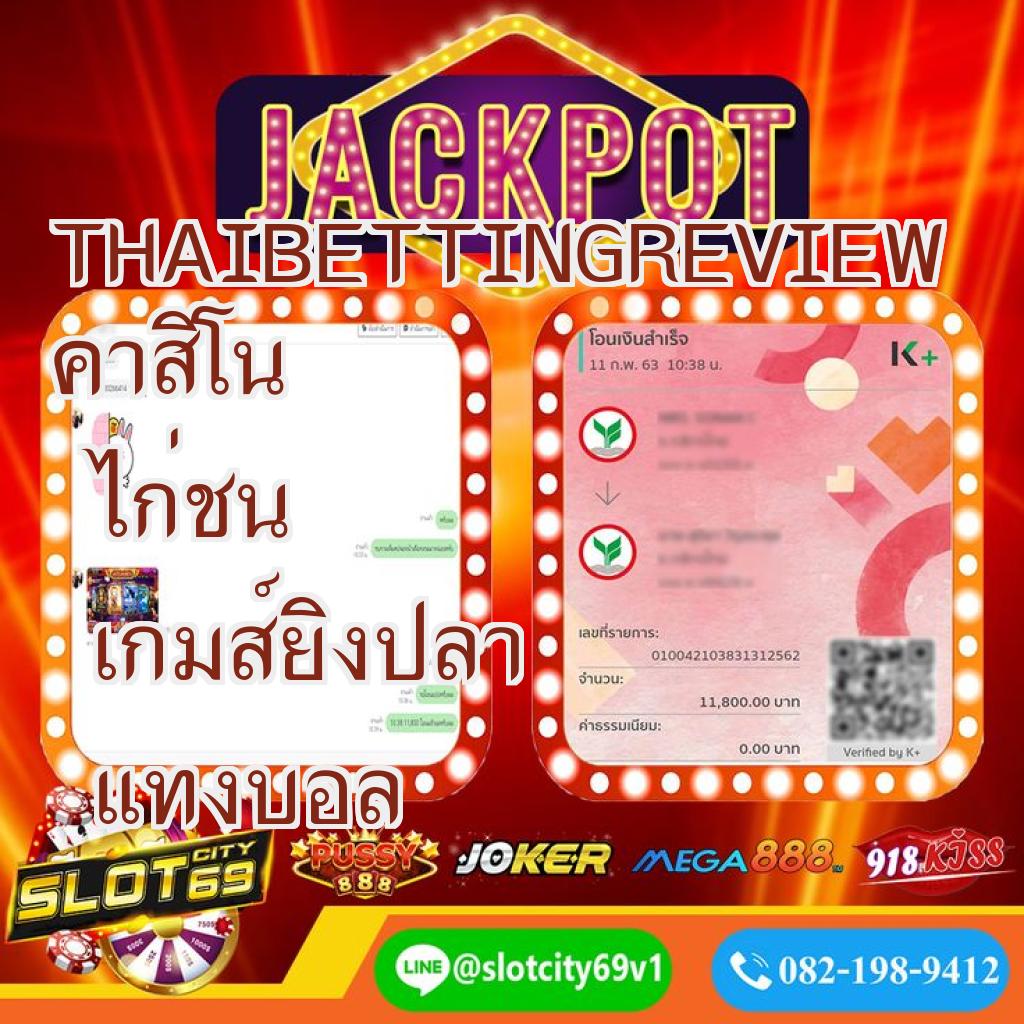 JACKPOT
THAIBETTINGREVIEW
คาสิโน
ไก่ชน
เกมส์ยิงปลา
แทงบอล
โอนเงินสำเร็จ
11 ก.พ. 63 10:38 น.
K+
เลขที่รายการ:
010042103831312562
จำนวน:
11,800.00 บาท
ค่าธรรมเนียม:
0.00 บาท
Verified by K+
SLOT CITY 69
PUSSY 888
JOKER
MEGA888
918KISS
LINE @slotcity69v1
082-198-9412